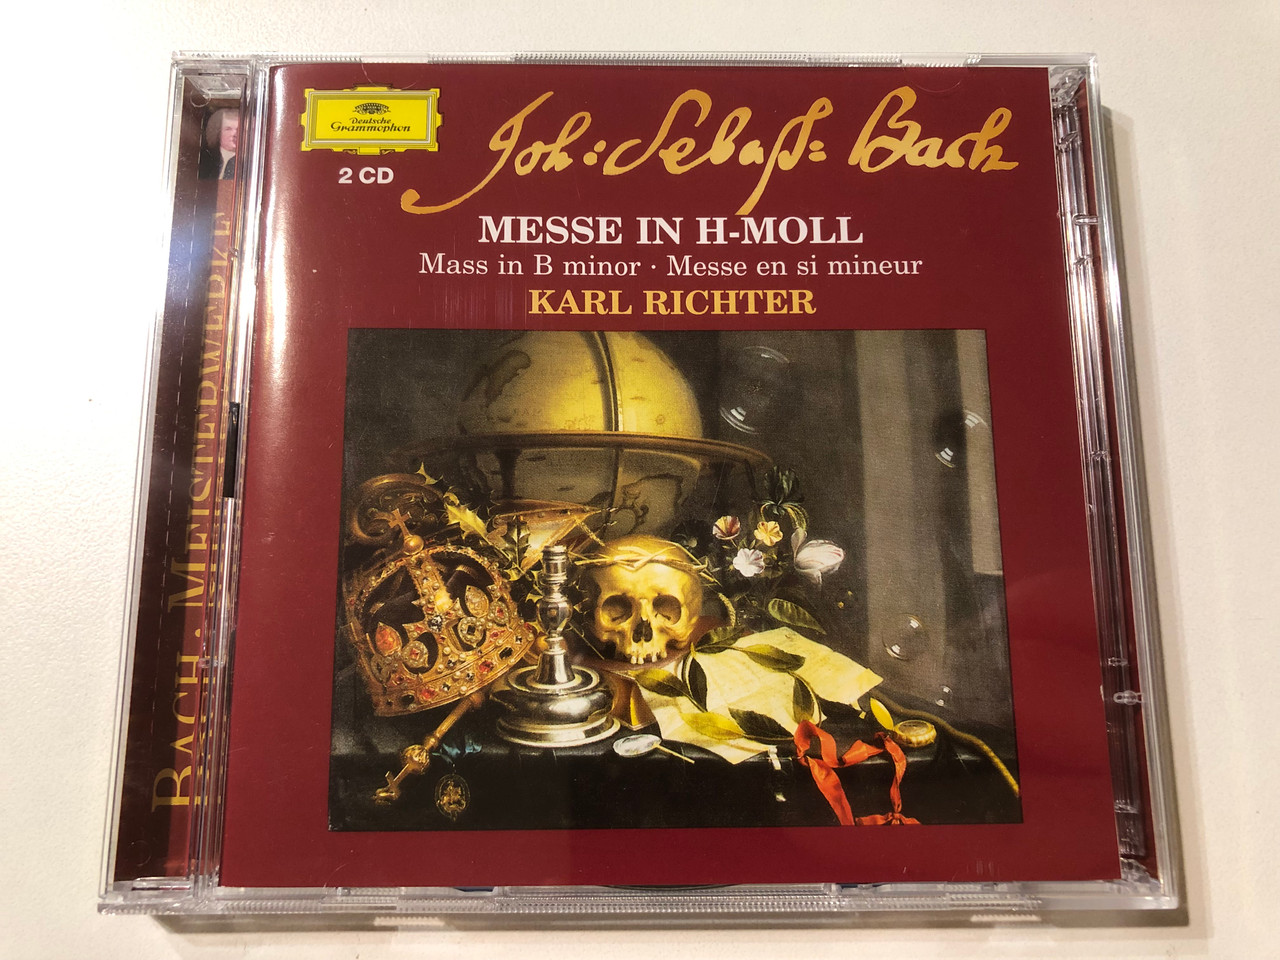 Deutsche
Grammophon
2 CD
Joh: Sebast: Bach
MESSE IN H-MOLL
Mass in B minor · Messe en si mineur
KARL RICHTER
BACH · MEISTERWERKE